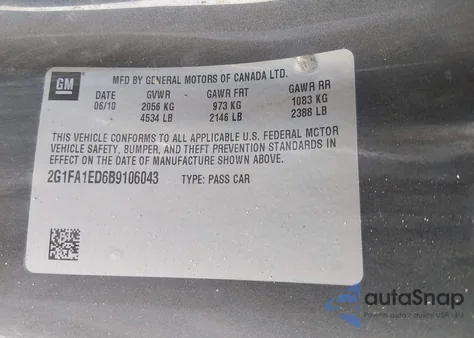 GM
MFD BY GENERAL MOTORS OF CANADA LTD.
DATE GVWR GAWR FRT GAWR RR
06/10 2056 KG 973 KG 1083 KG
4534 LB 2146 LB 2388 LB
THIS VEHICLE CONFORMS TO ALL APPLICABLE U.S. FEDERAL MOTOR
VEHICLE SAFETY, BUMPER, AND THEFT PREVENTION STANDARDS IN
EFFECT ON THE DATE OF MANUFACTURE SHOWN ABOVE.
2G1FA1ED6B9106043 TYPE: PASS CAR
autaSnap